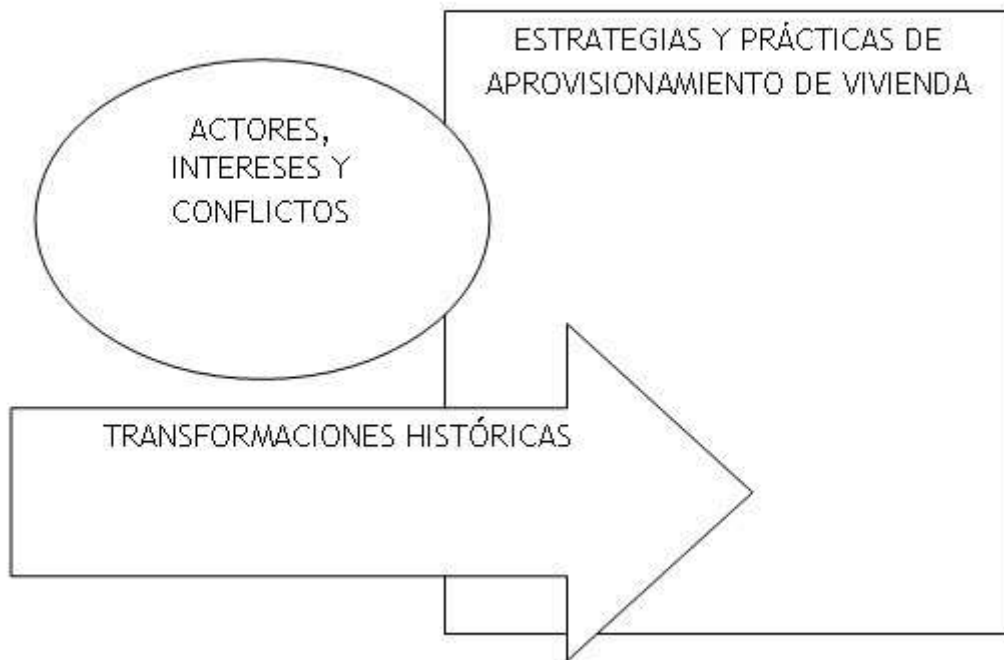 ESTRATEGIAS Y PRÁCTICAS DE
APROVISIONAMIENTO DE VIVIENDA
ACTORES,
INTERESES Y
CONFLICTOS
TRANSFORMACIONES HISTÓRICAS